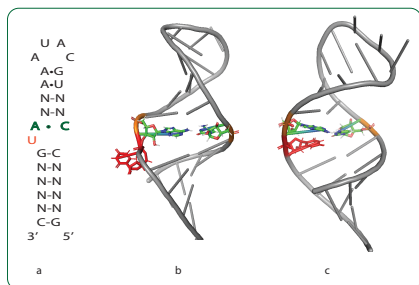 U A
A C
A•G
A•U
N-N
N-N
A • C
U
G-C
N-N
N-N
N-N
N-N
C-G
3' 5'
a b c